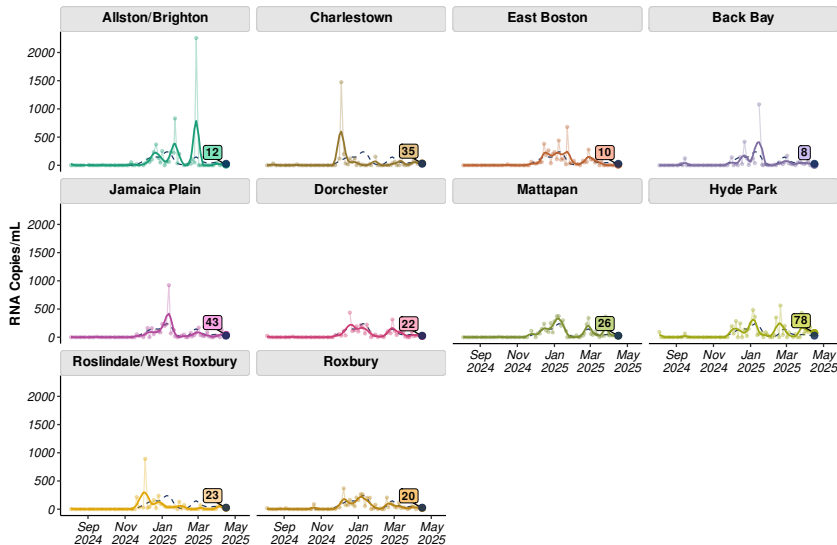 Allston/Brighton
Charlestown
East Boston
Back Bay
2000
1500
1000
500
0
12
35
10
8
Jamaica Plain
Dorchester
Mattapan
Hyde Park
RNA Copies/mL
2000
1500
1000
500
0
43
22
26
78
Sep 2024
Nov 2024
Jan 2025
Mar 2025
May 2025
Sep 2024
Nov 2024
Jan 2025
Mar 2025
May 2025
Roslindale/West Roxbury
Roxbury
2000
1500
1000
500
0
23
20
Sep 2024
Nov 2024
Jan 2025
Mar 2025
May 2025
Sep 2024
Nov 2024
Jan 2025
Mar 2025
May 2025